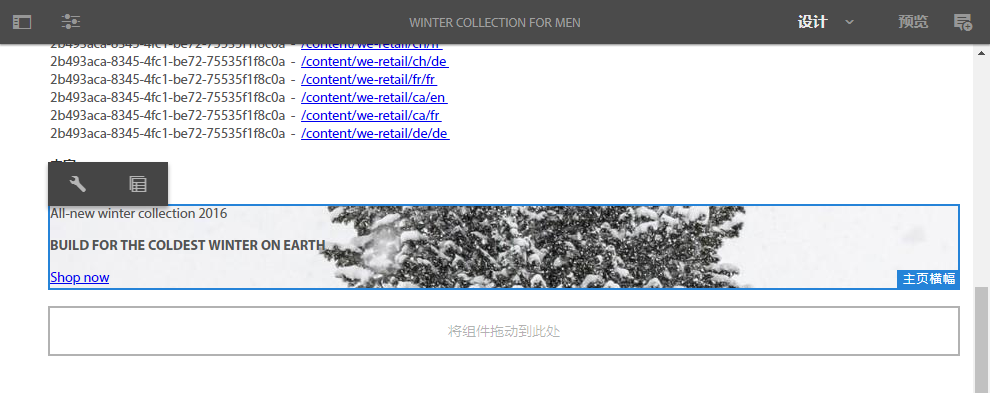 WINTER COLLECTION FOR MEN 设计 预览
2b493aca-8345-4fc1-be72-75535f1f8c0a - /content/we-retail/ch/fr
2b493aca-8345-4fc1-be72-75535f1f8c0a - /content/we-retail/ch/de
2b493aca-8345-4fc1-be72-75535f1f8c0a - /content/we-retail/fr/fr
2b493aca-8345-4fc1-be72-75535f1f8c0a - /content/we-retail/ca/en
2b493aca-8345-4fc1-be72-75535f1f8c0a - /content/we-retail/ca/fr
2b493aca-8345-4fc1-be72-75535f1f8c0a - /content/we-retail/de/de
All-new winter collection 2016
BUILD FOR THE COLDEST WINTER ON EARTH
Shop now
主页横幅
将组件拖动到此处